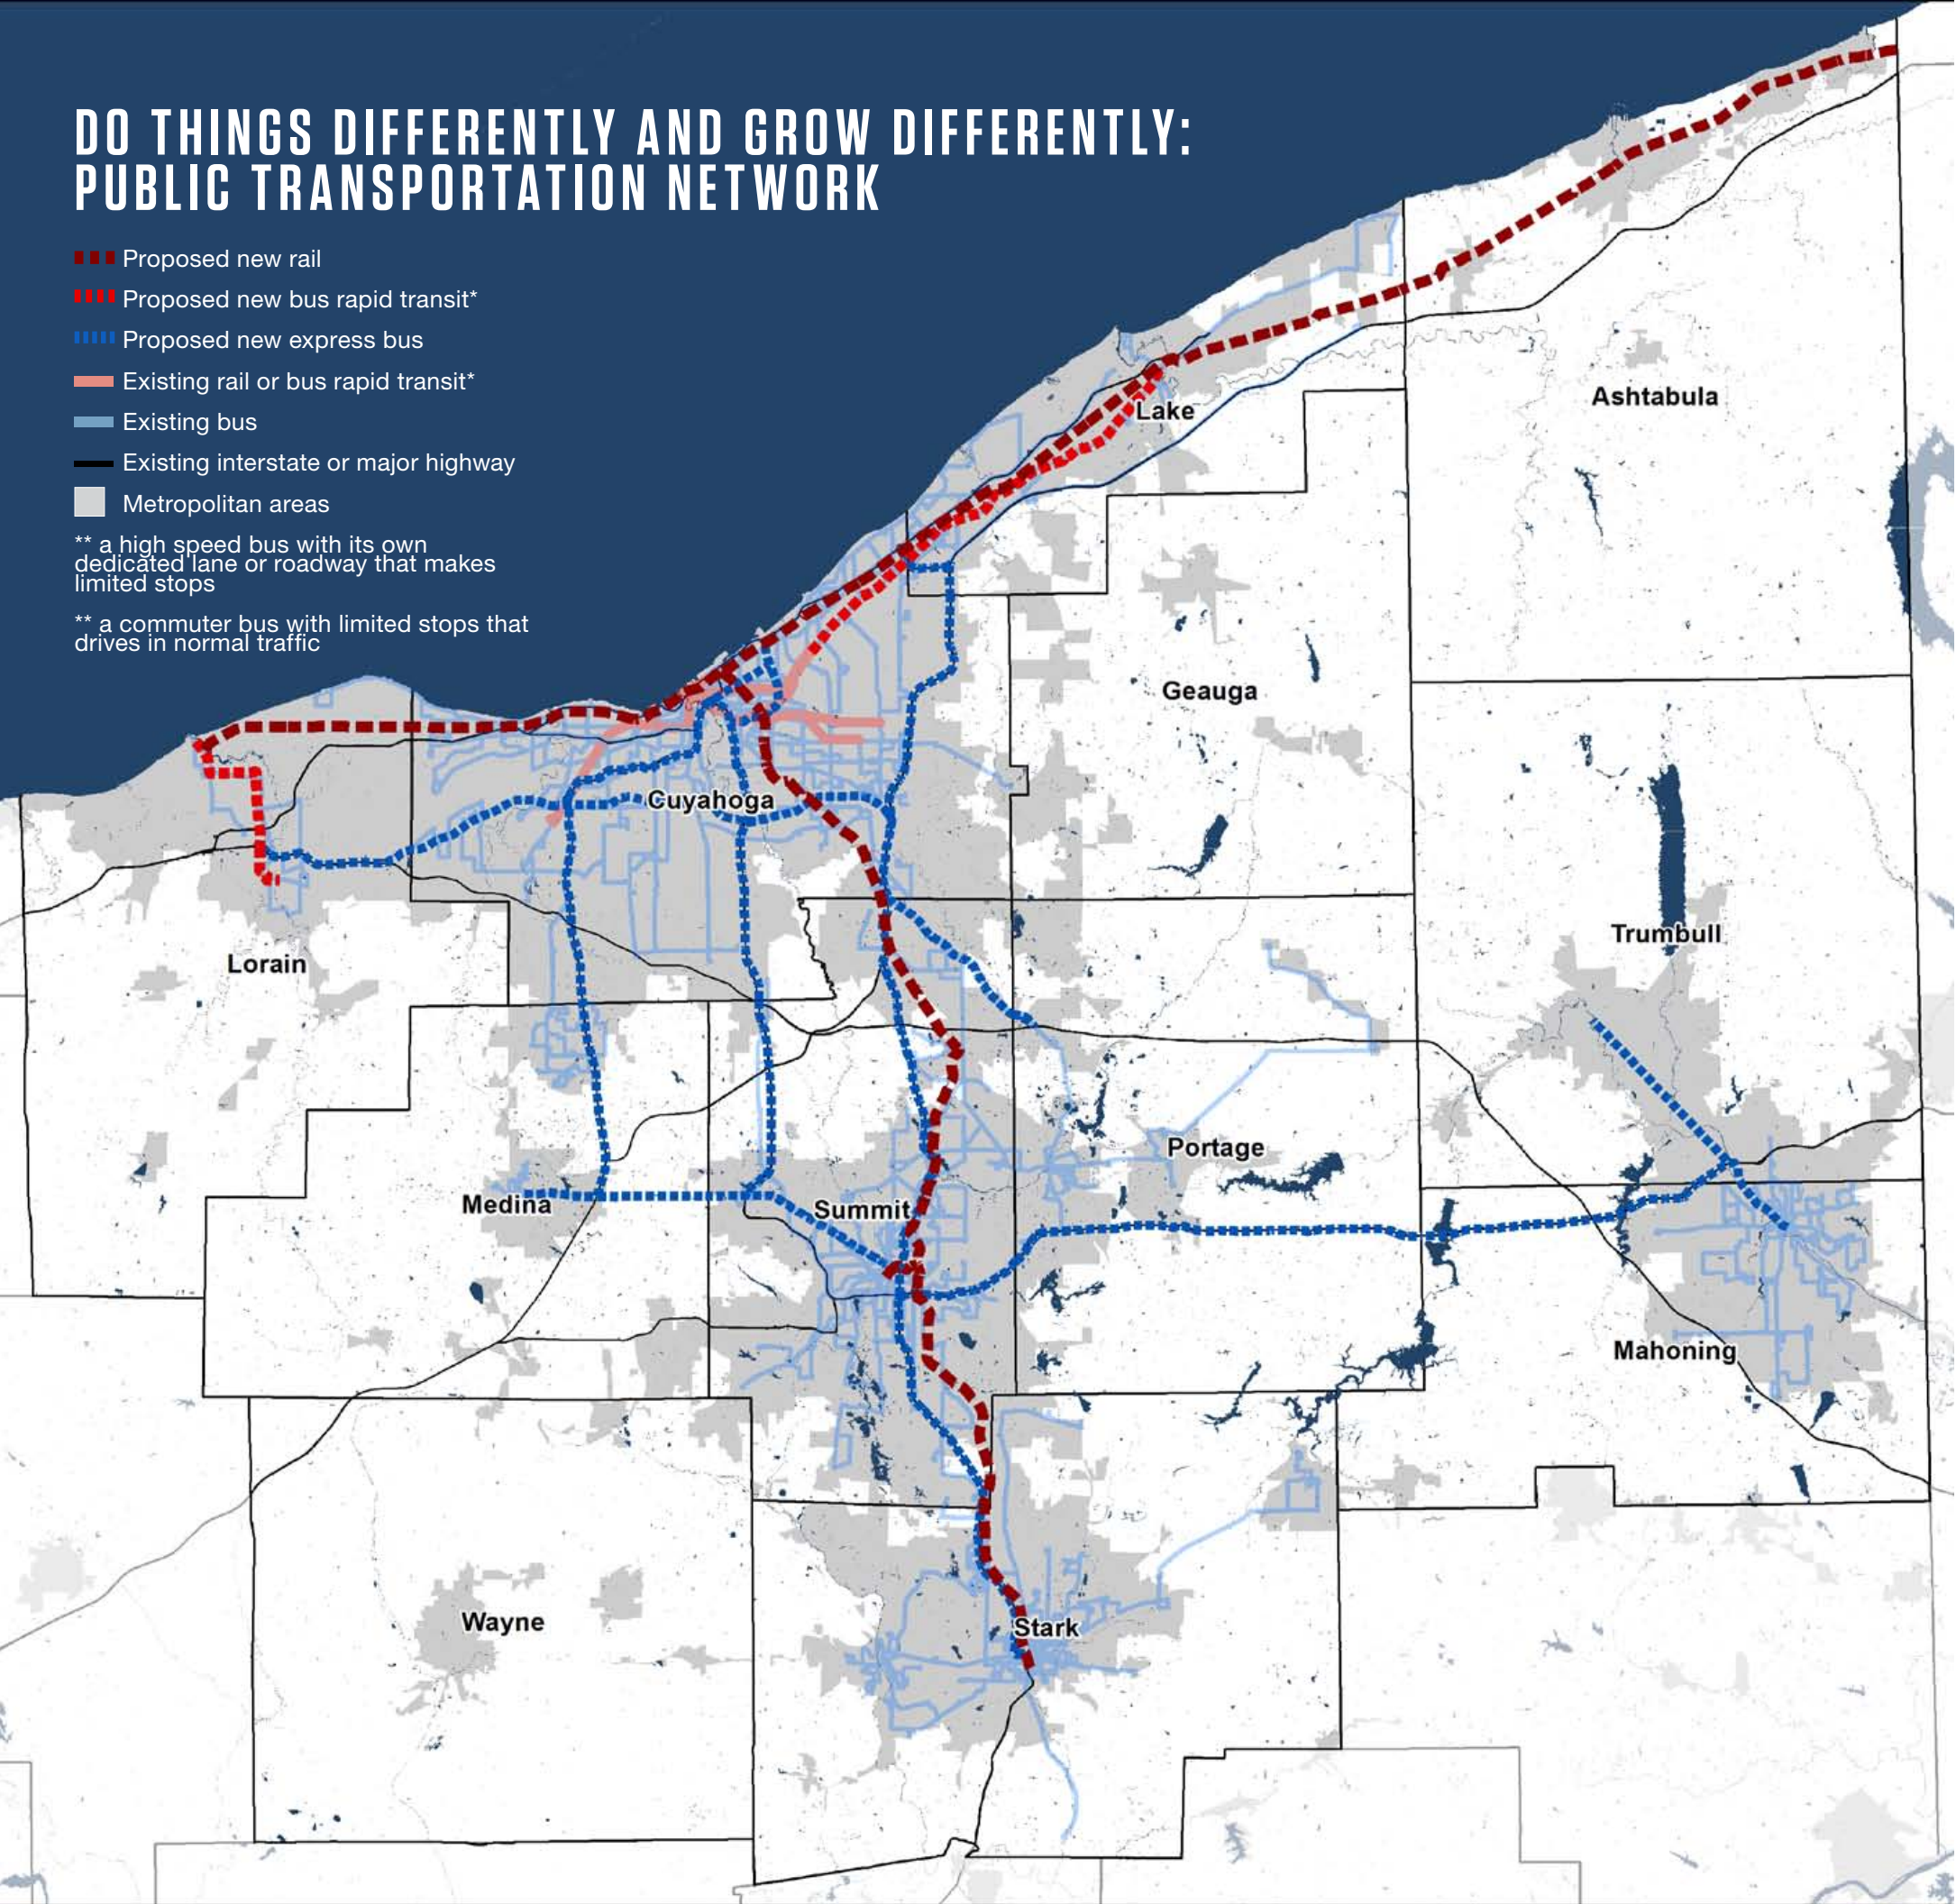 DO THINGS DIFFERENTLY AND GROW DIFFERENTLY:
PUBLIC TRANSPORTATION NETWORK
Proposed new rail
Proposed new bus rapid transit*
Proposed new express bus
Existing rail or bus rapid transit*
Existing bus
Existing interstate or major highway
Metropolitan areas
** a high speed bus with its own
dedicated lane or roadway that makes
limited stops
** a commuter bus with limited stops that
drives in normal traffic
Ashtabula
Lake
Geauga
Cuyahoga
Trumbull
Lorain
Portage
Medina
Summit
Mahoning
Wayne
Stark